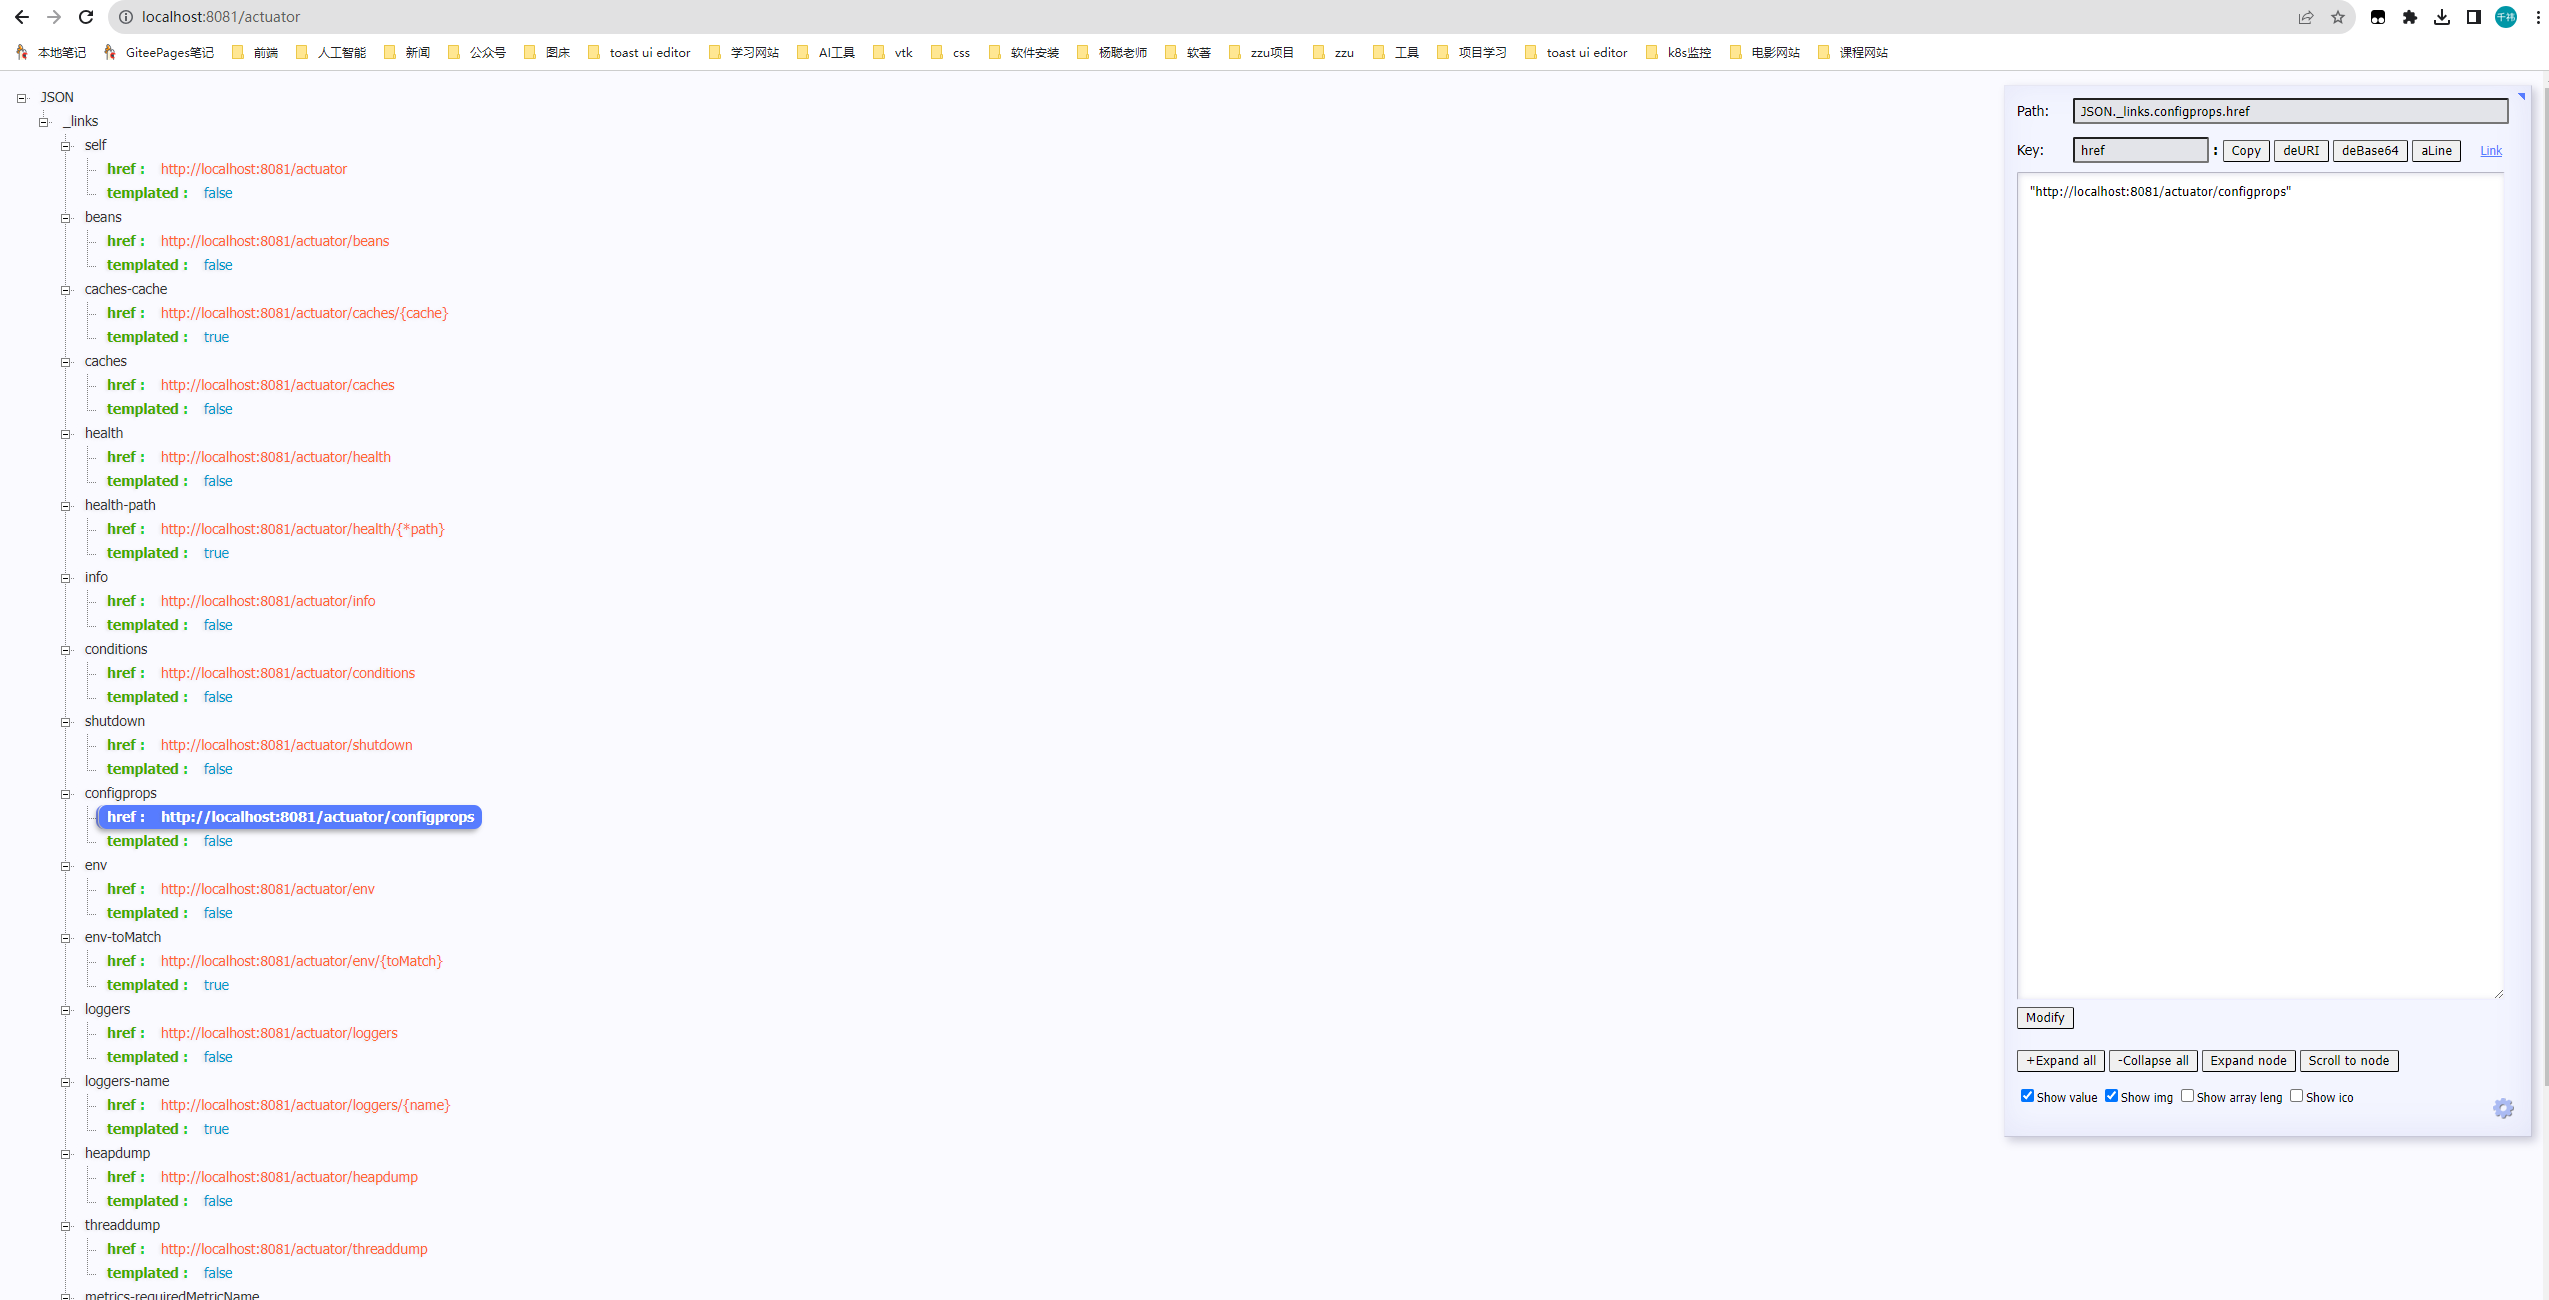 localhost:8081/actuator
千祎
本地笔记 GiteePages笔记 前端 人工智能 新闻 公众号 图床 toast ui editor 学习网站 AI工具 vtk css 软件安装 杨聪老师 软著 zzu项目 zzu 工具 项目学习 toast ui editor k8s监控 电影网站 课程网站
JSON
_links
self
href : http://localhost:8081/actuator
templated : false
beans
href : http://localhost:8081/actuator/beans
templated : false
caches-cache
href : http://localhost:8081/actuator/caches/{cache}
templated : true
caches
href : http://localhost:8081/actuator/caches
templated : false
health
href : http://localhost:8081/actuator/health
templated : false
health-path
href : http://localhost:8081/actuator/health/{*path}
templated : true
info
href : http://localhost:8081/actuator/info
templated : false
conditions
href : http://localhost:8081/actuator/conditions
templated : false
shutdown
href : http://localhost:8081/actuator/shutdown
templated : false
configprops
href : http://localhost:8081/actuator/configprops
templated : false
env
href : http://localhost:8081/actuator/env
templated : false
env-toMatch
href : http://localhost:8081/actuator/env/{toMatch}
templated : true
loggers
href : http://localhost:8081/actuator/loggers
templated : false
loggers-name
href : http://localhost:8081/actuator/loggers/{name}
templated : true
heapdump
href : http://localhost:8081/actuator/heapdump
templated : false
threaddump
href : http://localhost:8081/actuator/threaddump
templated : false
metrics-requiredMetricName
Path: JSON._links.configprops.href
Key: href : Copy deURI deBase64 aLine Link
"http://localhost:8081/actuator/configprops"
Modify
+Expand all -Collapse all Expand node Scroll to node
Show value Show img Show array leng Show ico